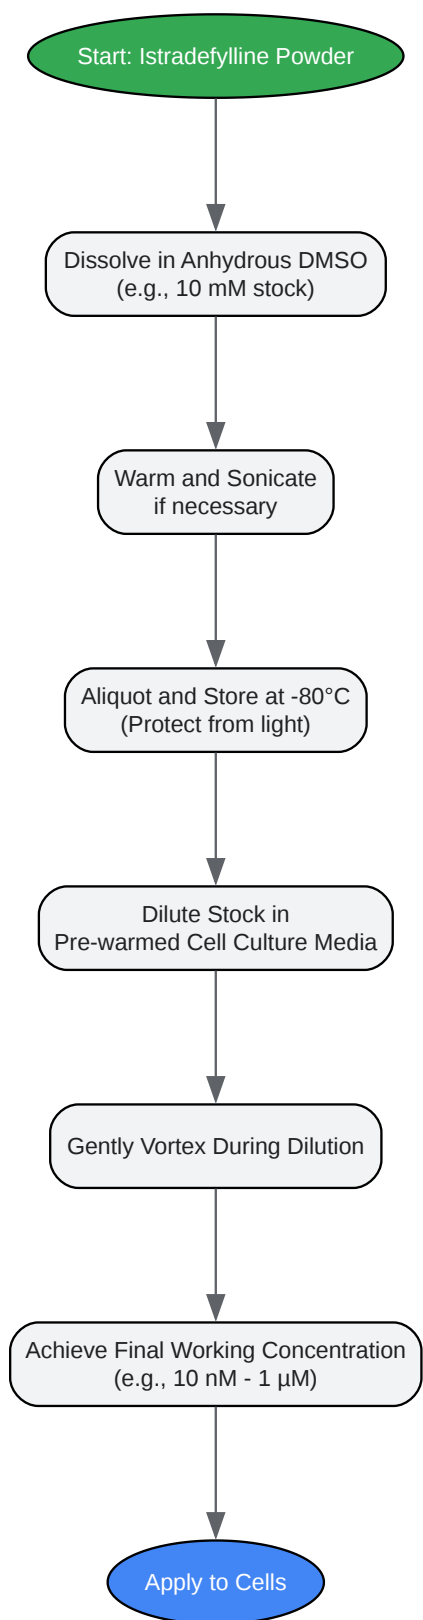 Start: Istradefylline Powder
Dissolve in Anhydrous DMSO
(e.g., 10 mM stock)
Warm and Sonicate
if necessary
Aliquot and Store at -80°C
(Protect from light)
Dilute Stock in
Pre-warmed Cell Culture Media
Gently Vortex During Dilution
Achieve Final Working Concentration
(e.g., 10 nM - 1 µM)
Apply to Cells